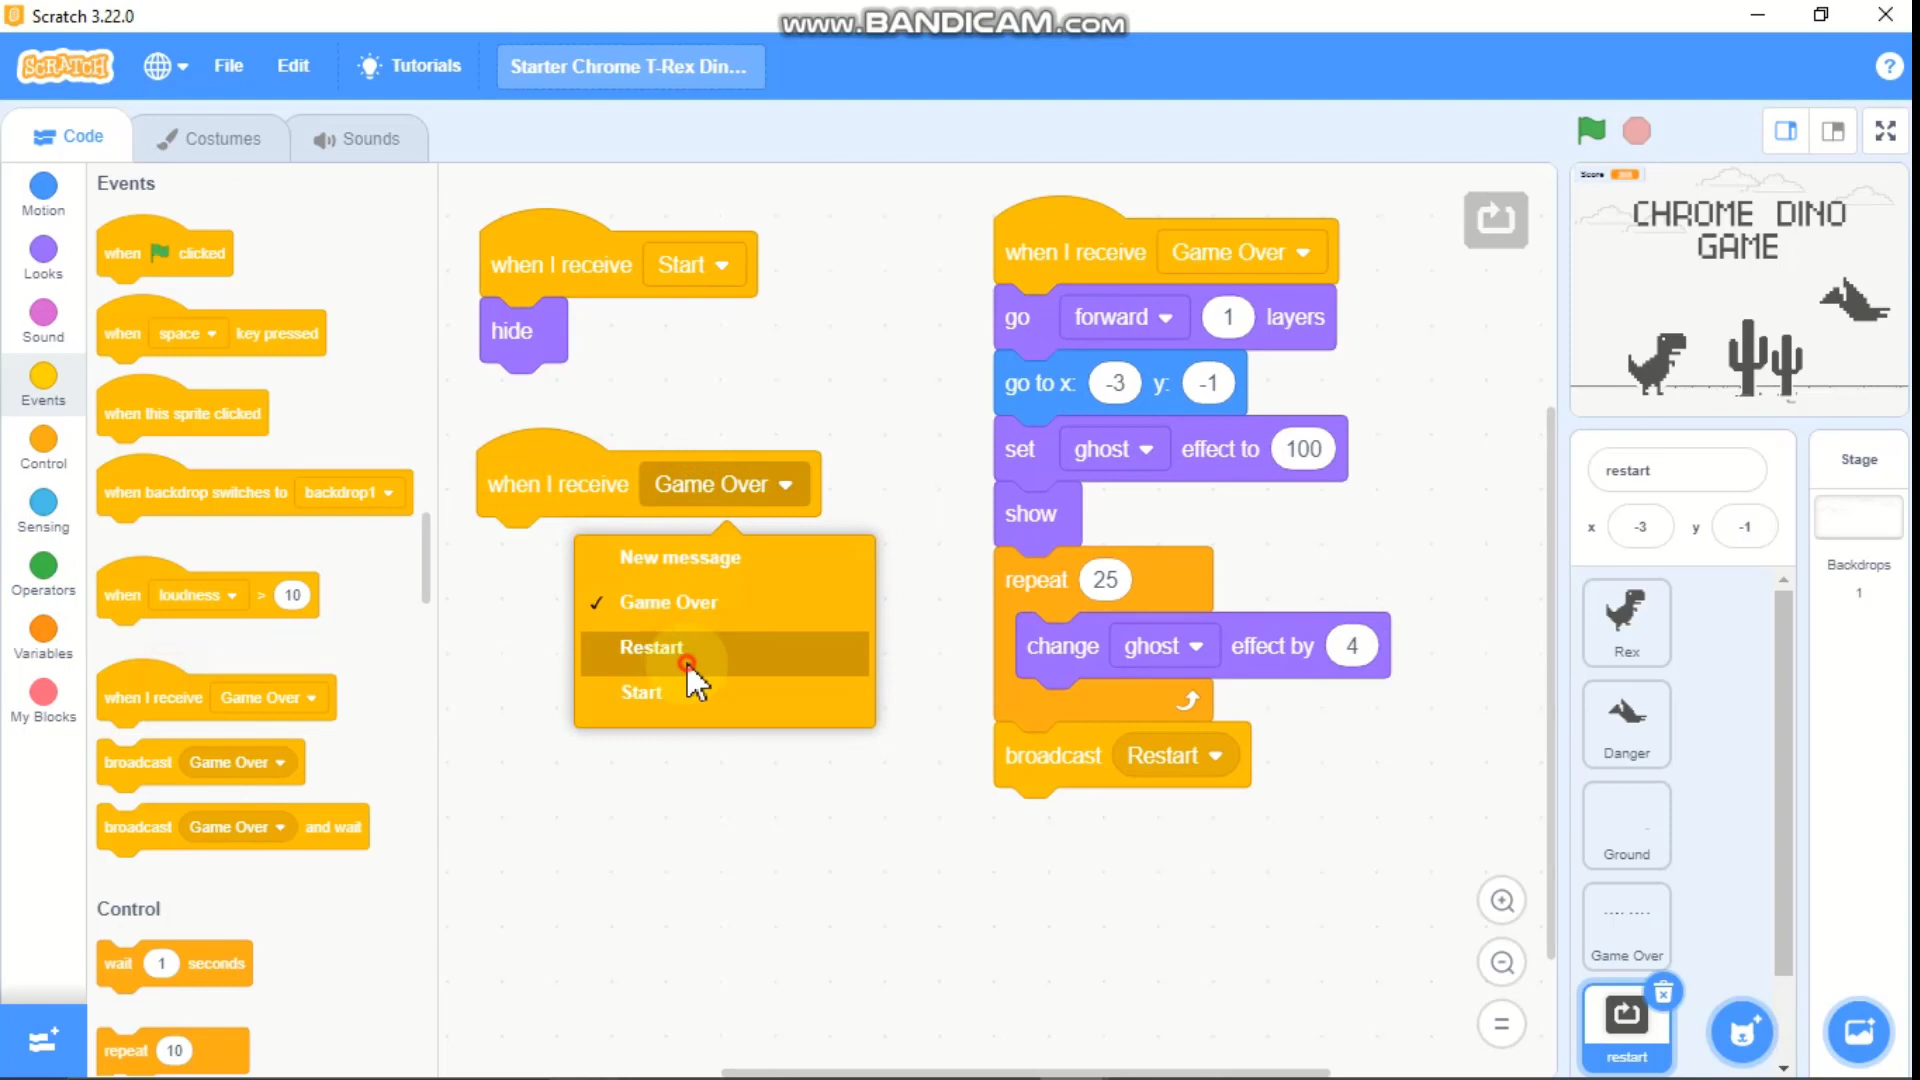 Scratch 3.22.0
www.BANDICAM.com
SCRATCH
File
Edit
Tutorials
Starter Chrome T-Rex Din...
?
Code
Costumes
Sounds
Motion
Looks
Sound
Events
Control
Sensing
Operators
Variables
My Blocks
Events
when clicked
when space key pressed
when this sprite clicked
when backdrop switches to backdrop1
when loudness > 10
when I receive Game Over
broadcast Game Over
broadcast Game Over and wait
Control
wait 1 seconds
repeat 10
when I receive Start
hide
when I receive Game Over
New message
✓ Game Over
Restart
Start
when I receive Game Over
go forward 1 layers
go to x: -3 y: -1
set ghost effect to 100
show
repeat 25
change ghost effect by 4
broadcast Restart
Score
CHROME DINO
GAME
restart
x -3 y -1
Rex
Danger
Ground
Game Over
restart
Stage
Backdrops
1